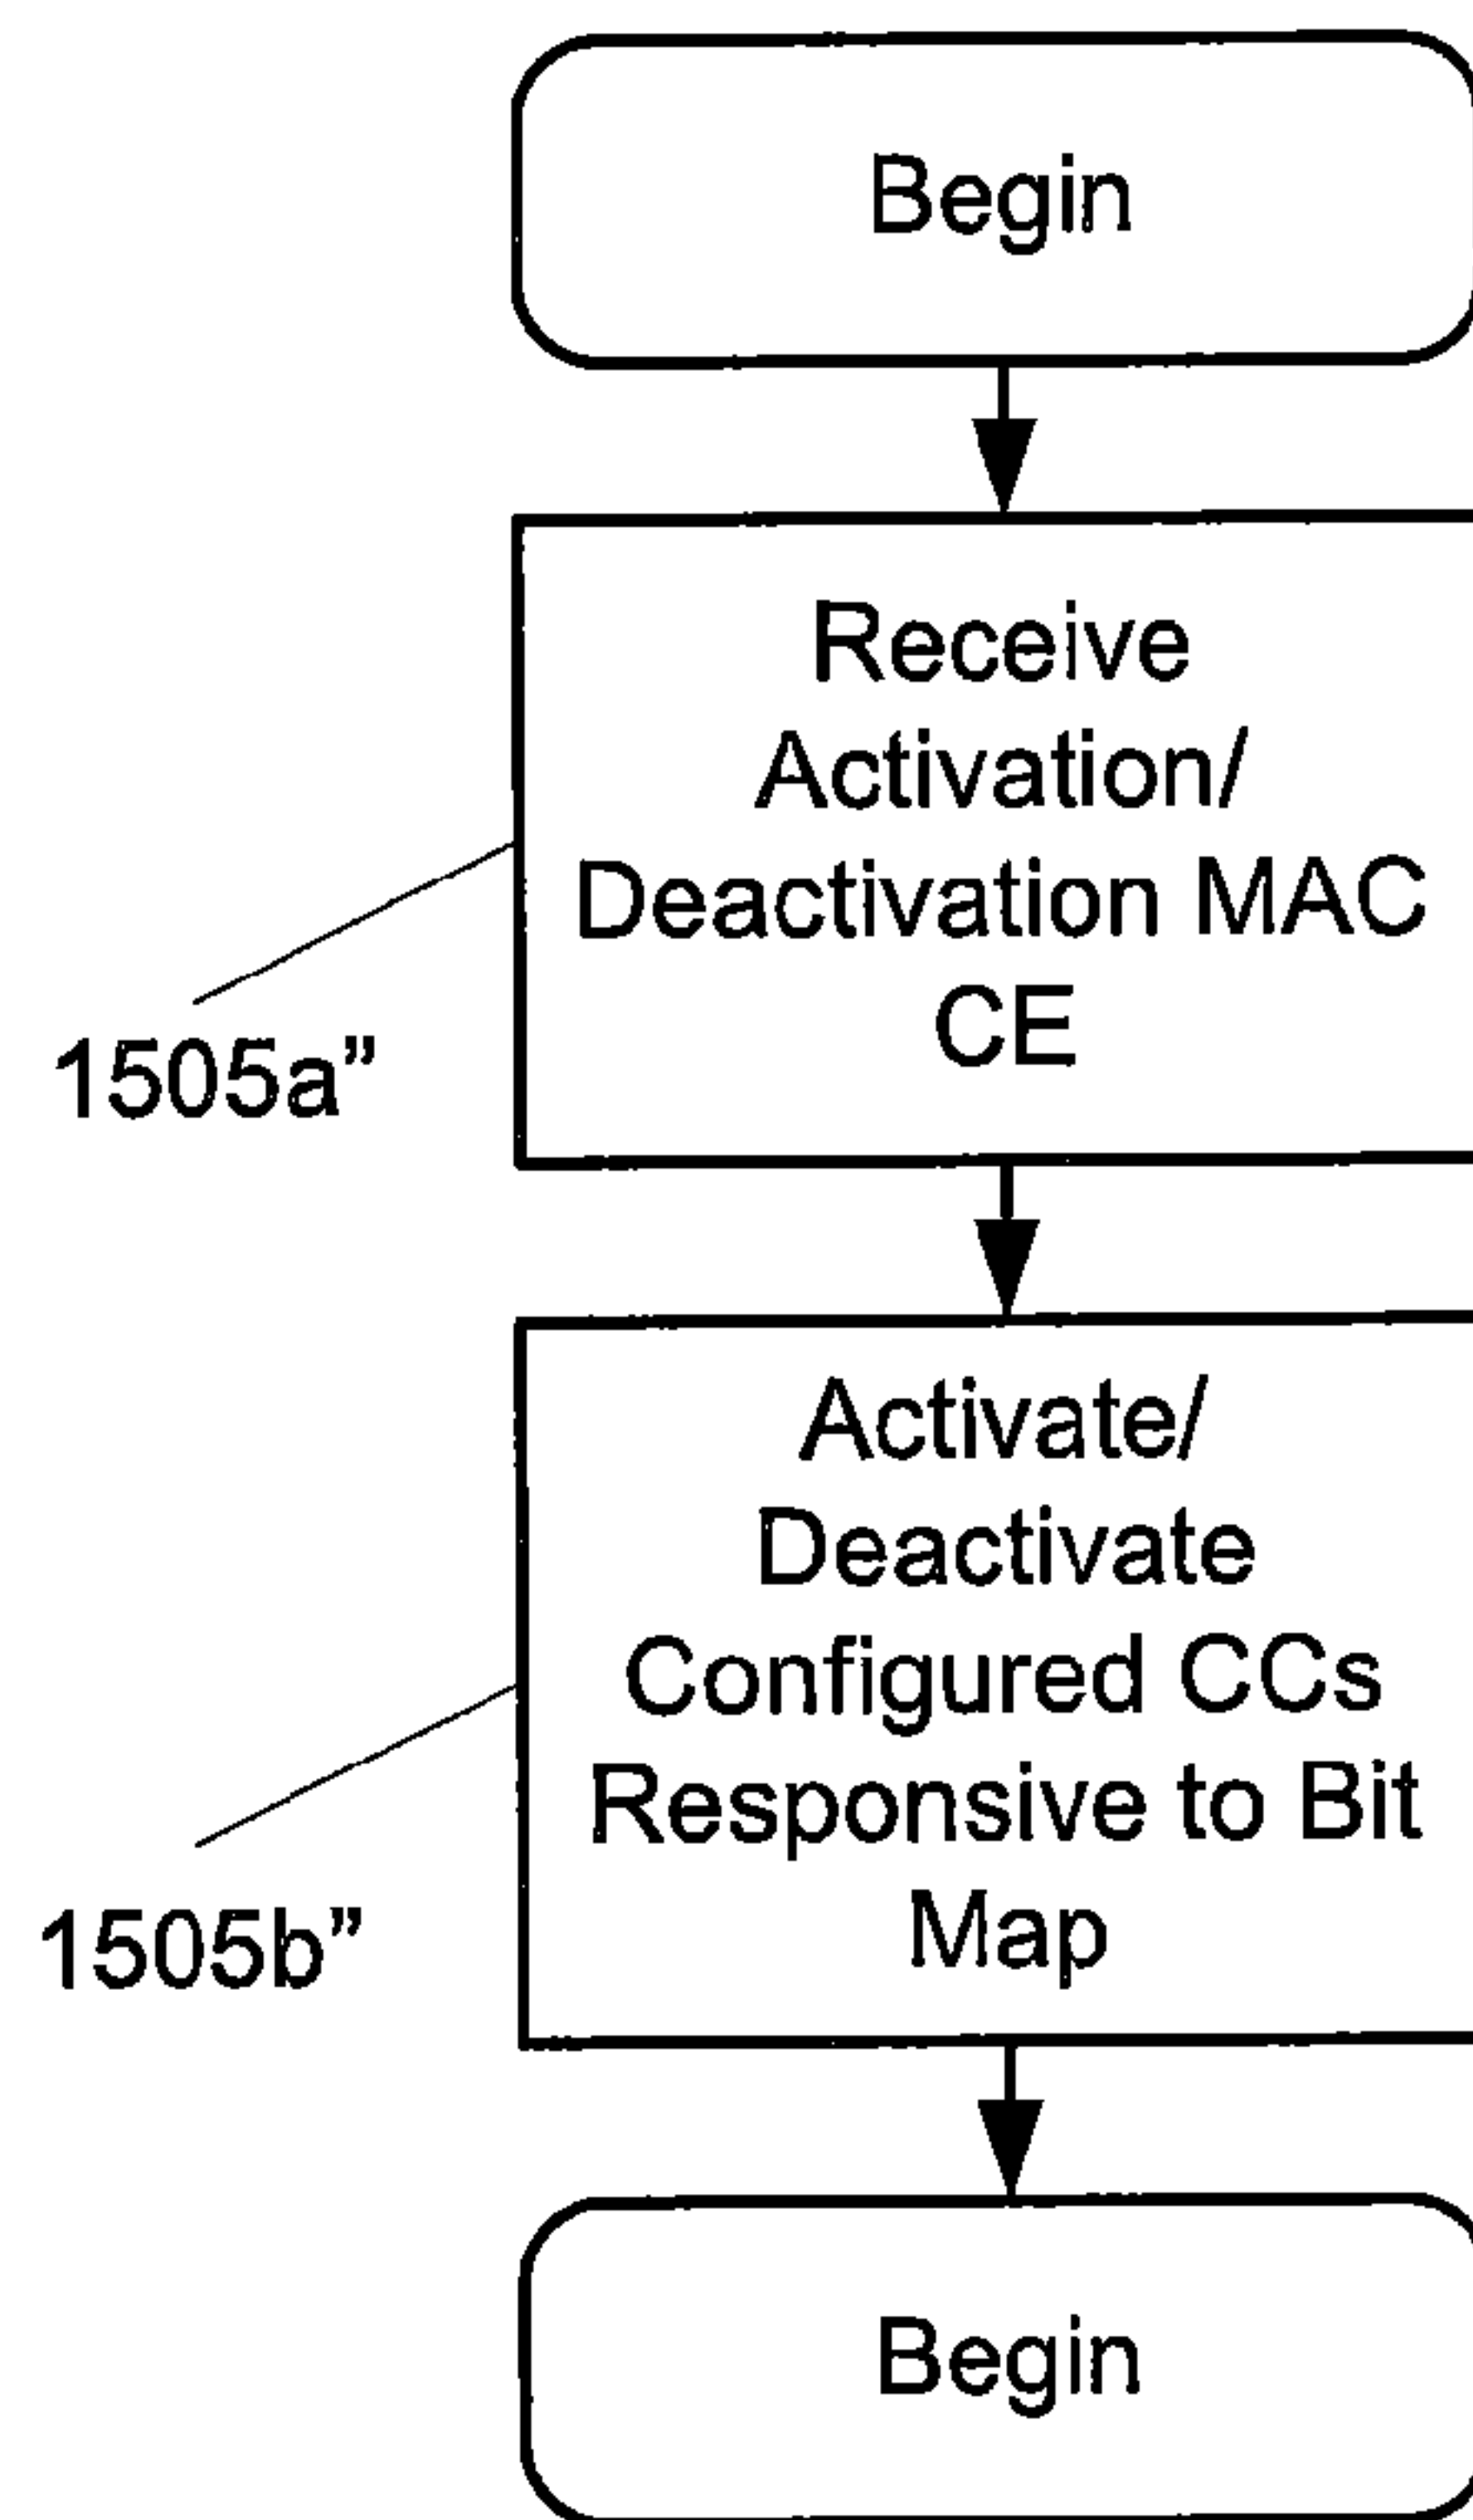 Begin
Receive
Activation/
Deactivation MAC
CE
1505a”
Activate/
Deactivate
Configured CCs
Responsive to Bit
Map
1505b”
Begin